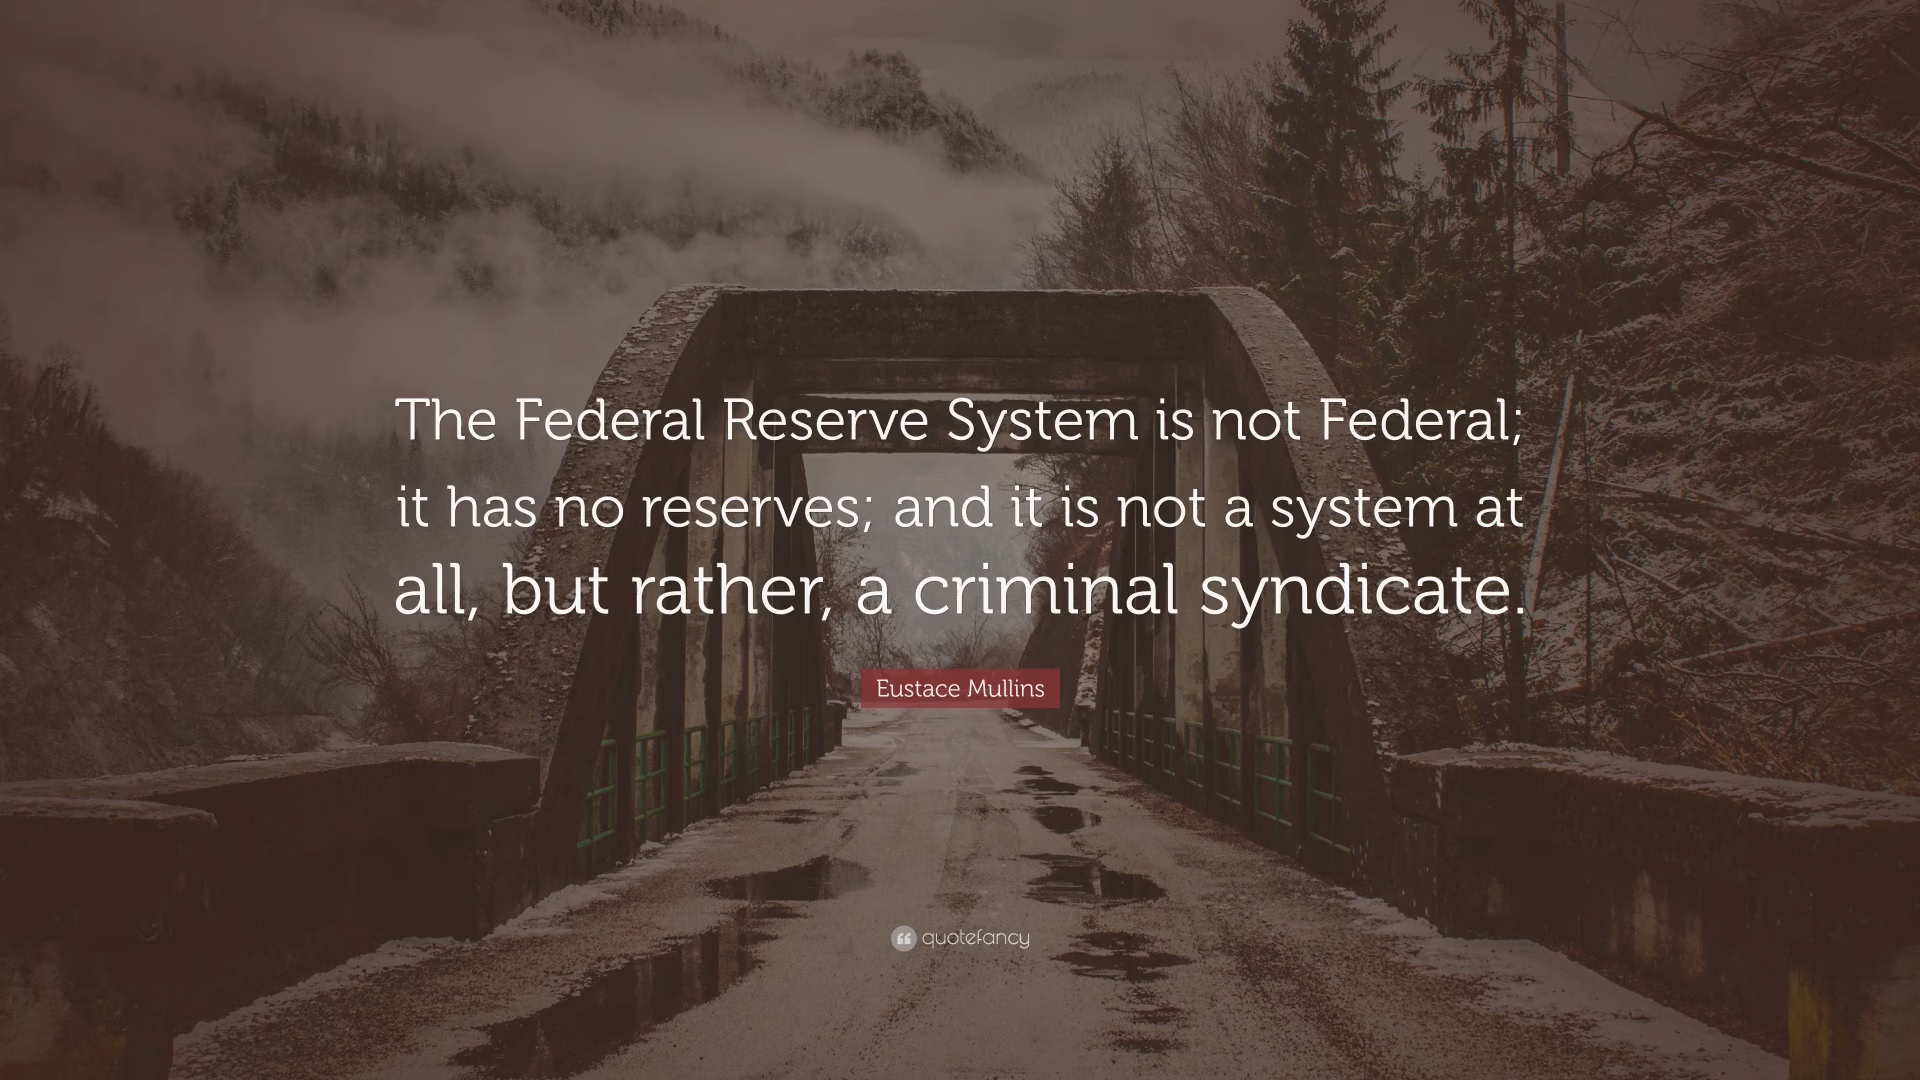 The Federal Reserve System is not Federal;
it has no reserves; and it is not a system at
all, but rather, a criminal syndicate.
Eustace Mullins
quotefancy